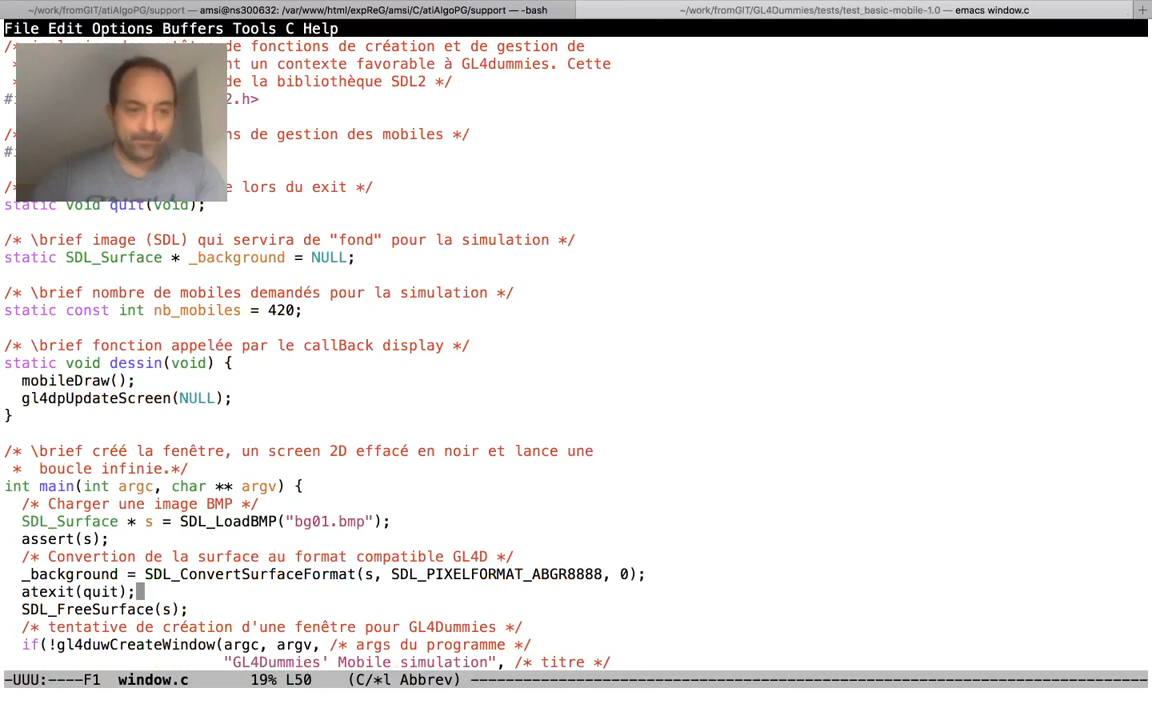 ~/work/fromGIT/atiAlgoPG/support — amsi@ns300632: /var/www/html/expReG/amsi/C/atiAlgoPG/support — -bash
~/work/fromGIT/GL4Dummies/tests/test_basic-mobile-1.0 — emacs window.c
File Edit Options Buffers Tools C Help
de fonctions de création et de gestion de
nt un contexte favorable à GL4dummies. Cette
de la bibliothèque SDL2 */
2.h>
ns de gestion des mobiles */
e lors du exit */
static void quit(void);
/* \brief image (SDL) qui servira de "fond" pour la simulation */
static SDL_Surface * _background = NULL;
/* \brief nombre de mobiles demandés pour la simulation */
static const int nb_mobiles = 420;
/* \brief fonction appelée par le callBack display */
static void dessin(void) {
mobileDraw();
gl4dpUpdateScreen(NULL);
}
/* \brief créé la fenêtre, un screen 2D effacé en noir et lance une
* boucle infinie.*/
int main(int argc, char ** argv) {
/* Charger une image BMP */
SDL_Surface * s = SDL_LoadBMP("bg01.bmp");
assert(s);
/* Convertion de la surface au format compatible GL4D */
_background = SDL_ConvertSurfaceFormat(s, SDL_PIXELFORMAT_ABGR8888, 0);
atexit(quit);
SDL_FreeSurface(s);
/* tentative de création d'une fenêtre pour GL4Dummies */
if(!gl4duwCreateWindow(argc, argv, /* args du programme */
"GL4Dummies' Mobile simulation", /* titre */
-UUU:----F1 window.c 19% L50 (C/*l Abbrev)